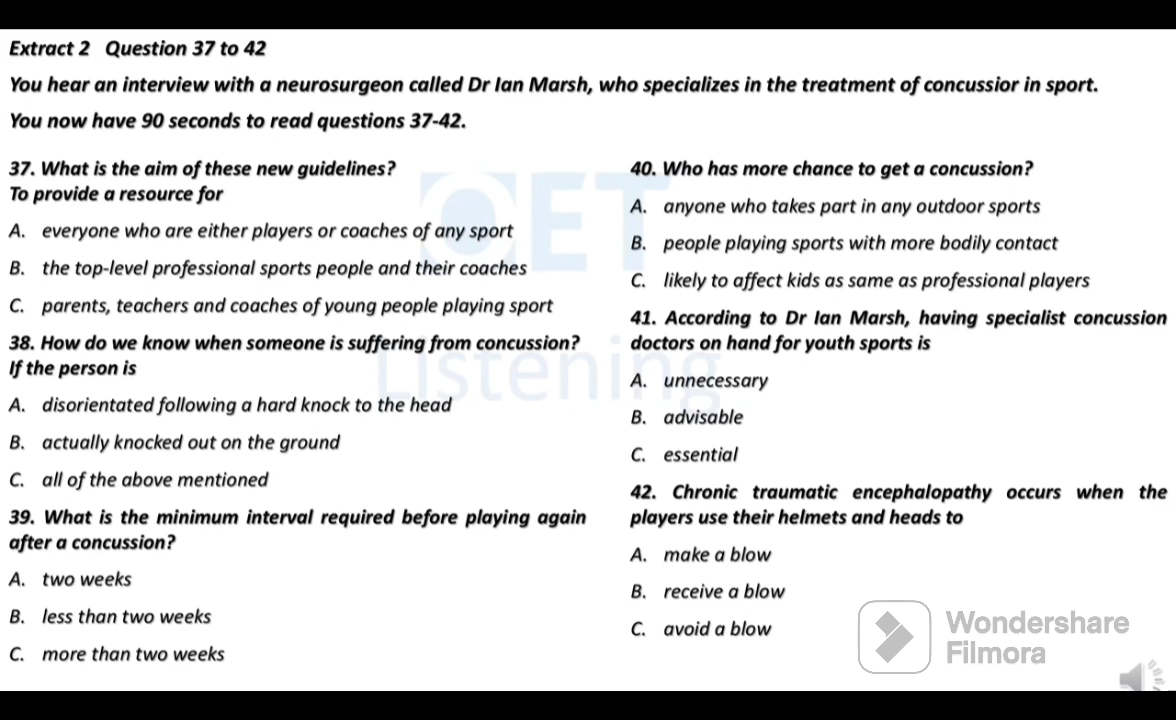 Extract 2 Question 37 to 42
You hear an interview with a neurosurgeon called Dr Ian Marsh, who specializes in the treatment of concussior in sport.
You now have 90 seconds to read questions 37-42.
37. What is the aim of these new guidelines?
To provide a resource for
A. everyone who are either players or coaches of any sport
B. the top-level professional sports people and their coaches
C. parents, teachers and coaches of young people playing sport
38. How do we know when someone is suffering from concussion?
If the person is
A. disorientated following a hard knock to the head
B. actually knocked out on the ground
C. all of the above mentioned
39. What is the minimum interval required before playing again
after a concussion?
A. two weeks
B. less than two weeks
C. more than two weeks
40. Who has more chance to get a concussion?
A. anyone who takes part in any outdoor sports
B. people playing sports with more bodily contact
C. likely to affect kids as same as professional players
41. According to Dr Ian Marsh, having specialist concussion
doctors on hand for youth sports is
A. unnecessary
B. advisable
C. essential
42. Chronic traumatic encephalopathy occurs when the
players use their helmets and heads to
A. make a blow
B. receive a blow
C. avoid a blow
OET
Listening
Wondershare
Filmora